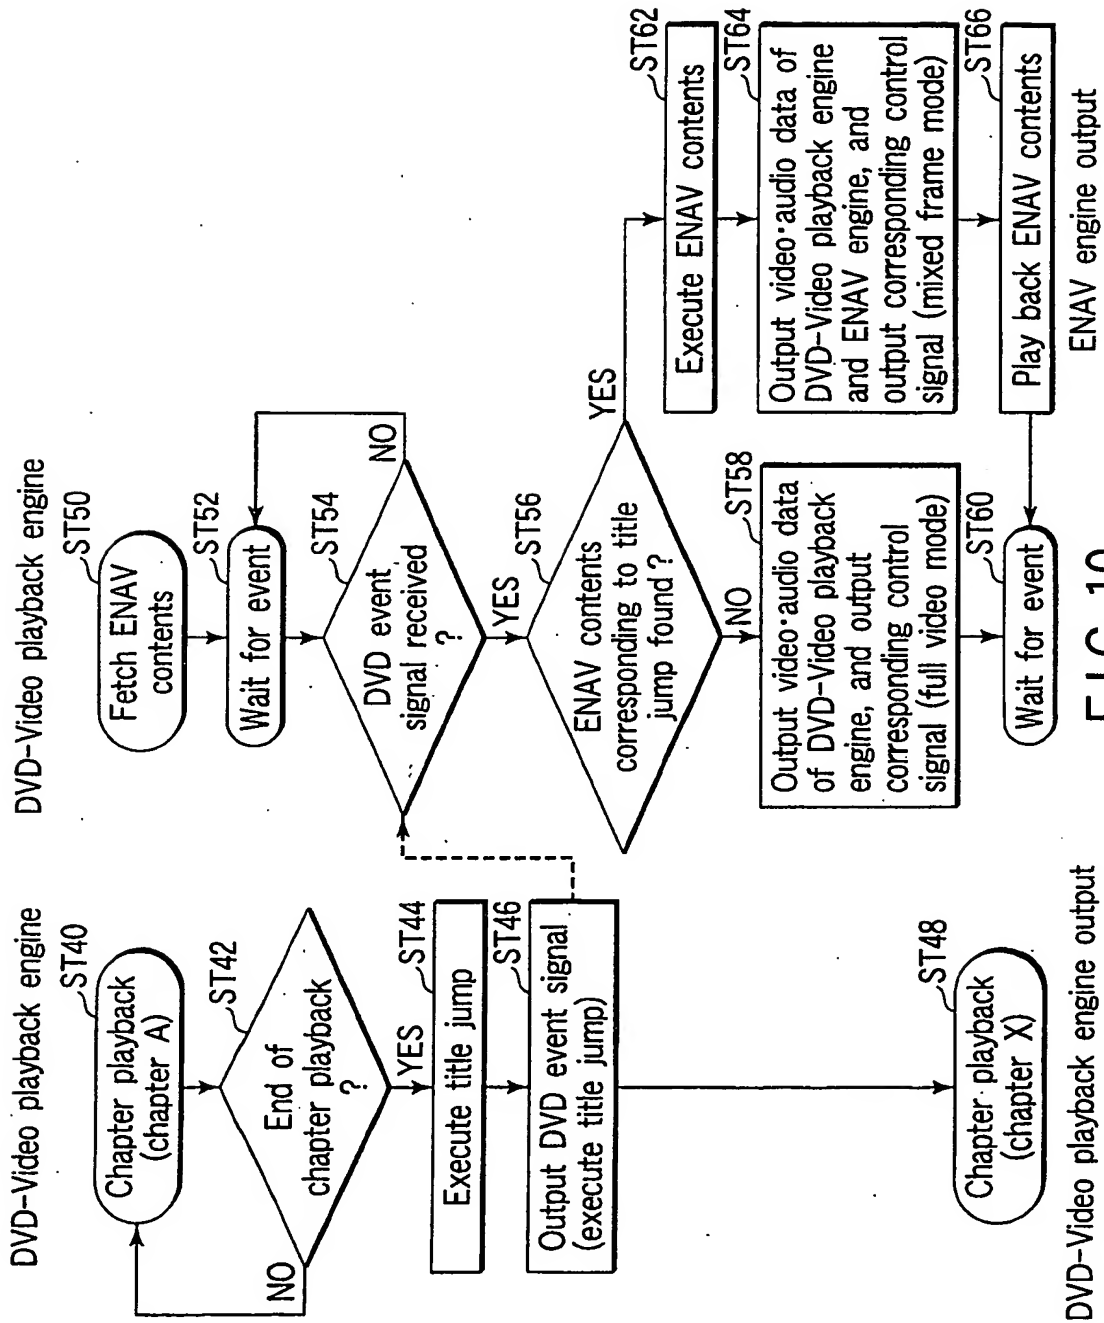 DVD-Video playback engine
ST40
Chapter playback
(chapter A)
ST42
End of
chapter playback
?
NO
YES
ST44
Execute title jump
ST46
Output DVD event signal
(execute title jump)
ST48
Chapter playback
(chapter X)
DVD-Video playback engine output
DVD-Video playback engine
ST50
Fetch ENAV
contents
ST52
Wait for event
ST54
DVD event
signal received
?
NO
YES
ST56
ENAV contents
corresponding to title
jump found ?
YES
NO
ST58
Output video·audio data
of DVD-Video playback
engine, and output
corresponding control
signal (full video mode)
ST60
Wait for event
ST62
Execute ENAV contents
ST64
Output video·audio data of
DVD-Video playback engine
and ENAV engine, and
output corresponding control
signal (mixed frame mode)
ST66
Play back ENAV contents
ENAV engine output